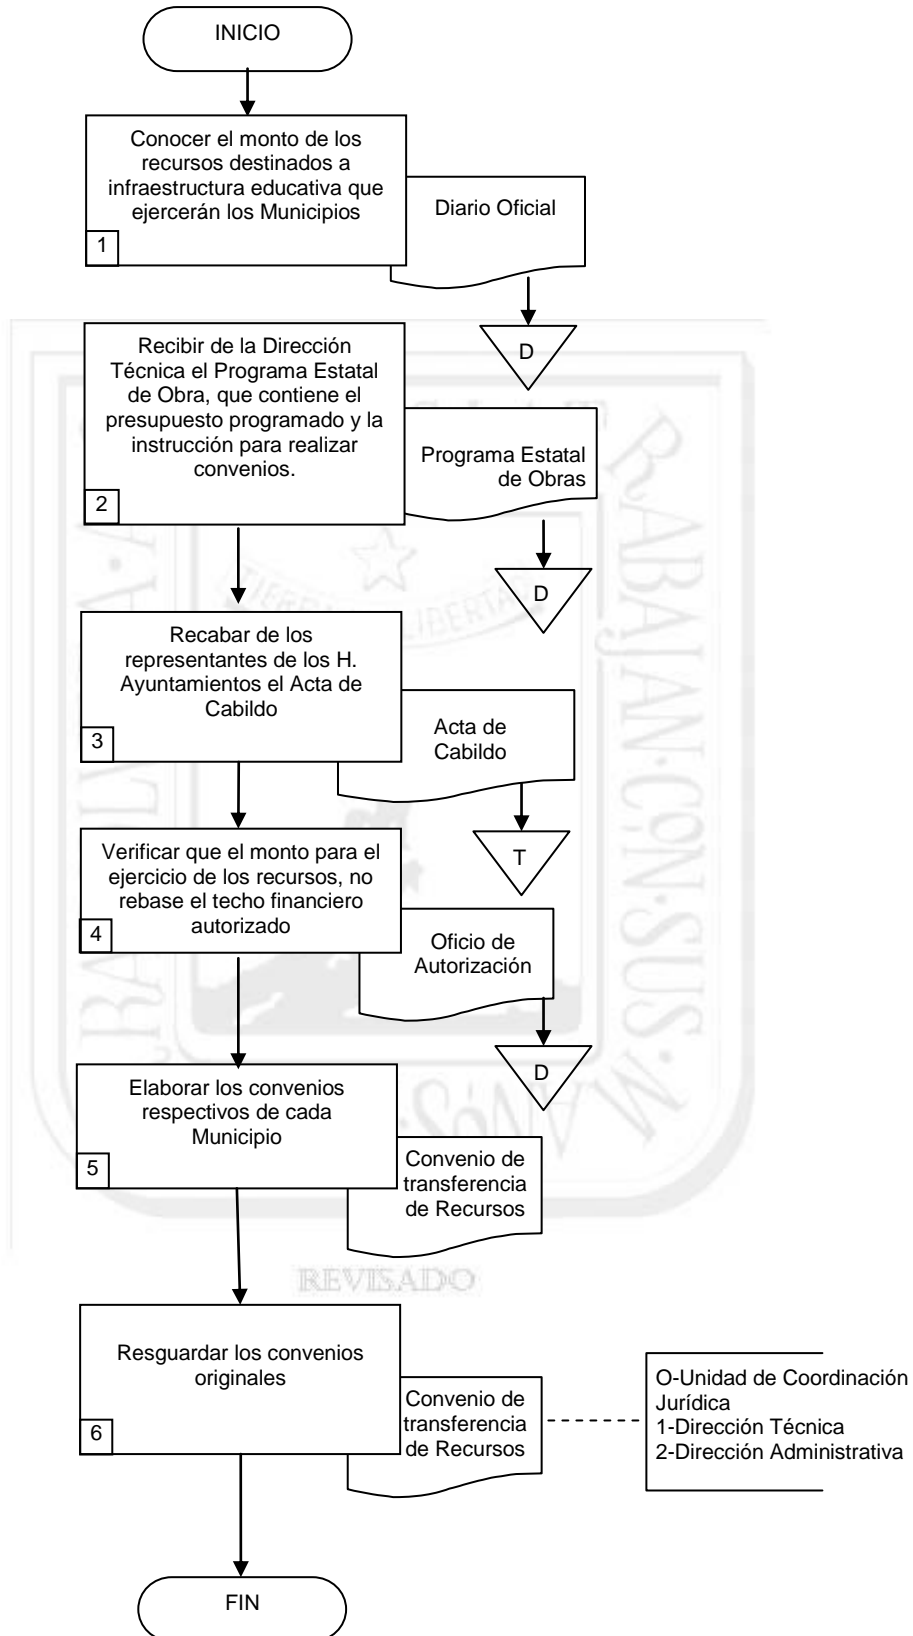 INICIO
Conocer el monto de los
recursos destinados a
infraestructura educativa que
ejercerán los Municipios
1
Diario Oficial
D
Recibir de la Dirección
Técnica el Programa Estatal
de Obra, que contiene el
presupuesto programado y la
instrucción para realizar
convenios.
2
Programa Estatal
de Obras
D
Recabar de los
representantes de los H.
Ayuntamientos el Acta de
Cabildo
3
Acta de
Cabildo
T
Verificar que el monto para el
ejercicio de los recursos, no
rebase el techo financiero
autorizado
4
Oficio de
Autorización
D
Elaborar los convenios
respectivos de cada
Municipio
5
Convenio de
transferencia
de Recursos
REVISADO
Resguardar los convenios
originales
6
Convenio de
transferencia
de Recursos
O-Unidad de Coordinación
Jurídica
1-Dirección Técnica
2-Dirección Administrativa
FIN